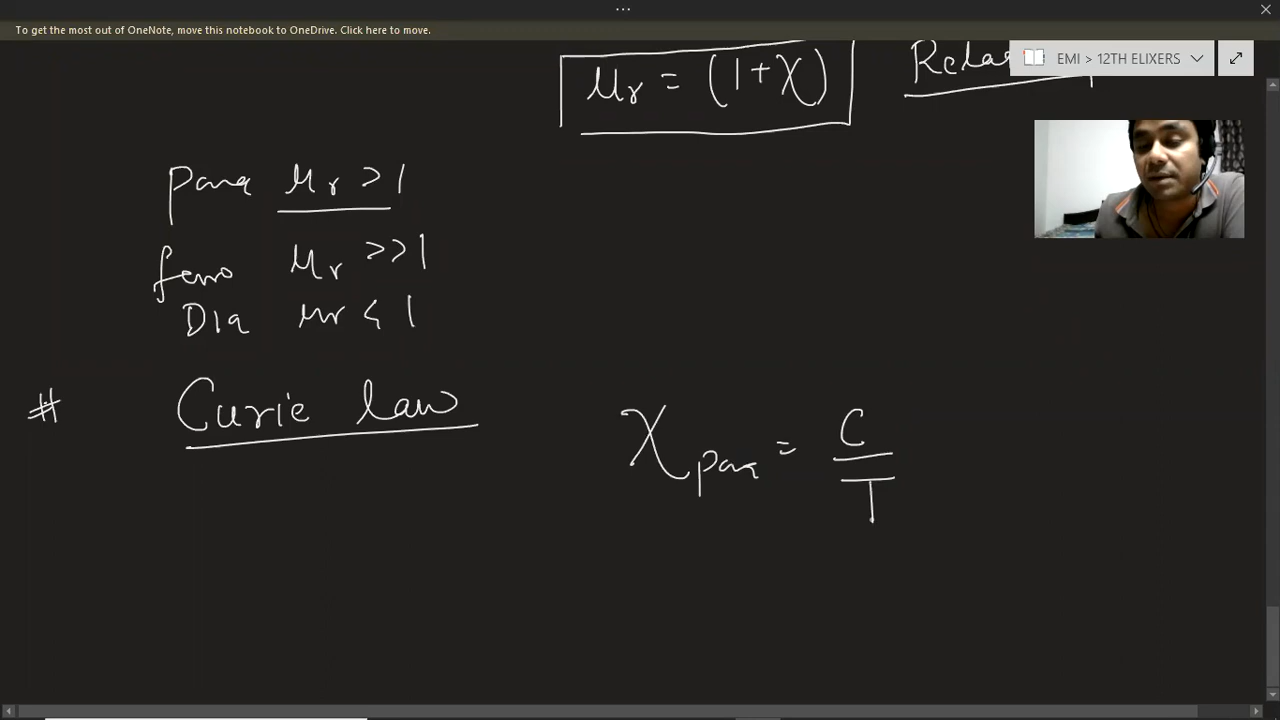 To get the most out of OneNote, move this notebook to OneDrive. Click here to move.
EMI > 12TH ELIXERS
μr = (1+χ)
para μr > 1
ferro μr >> 1
Dia μr < 1
# Curie law
χpara = C/T